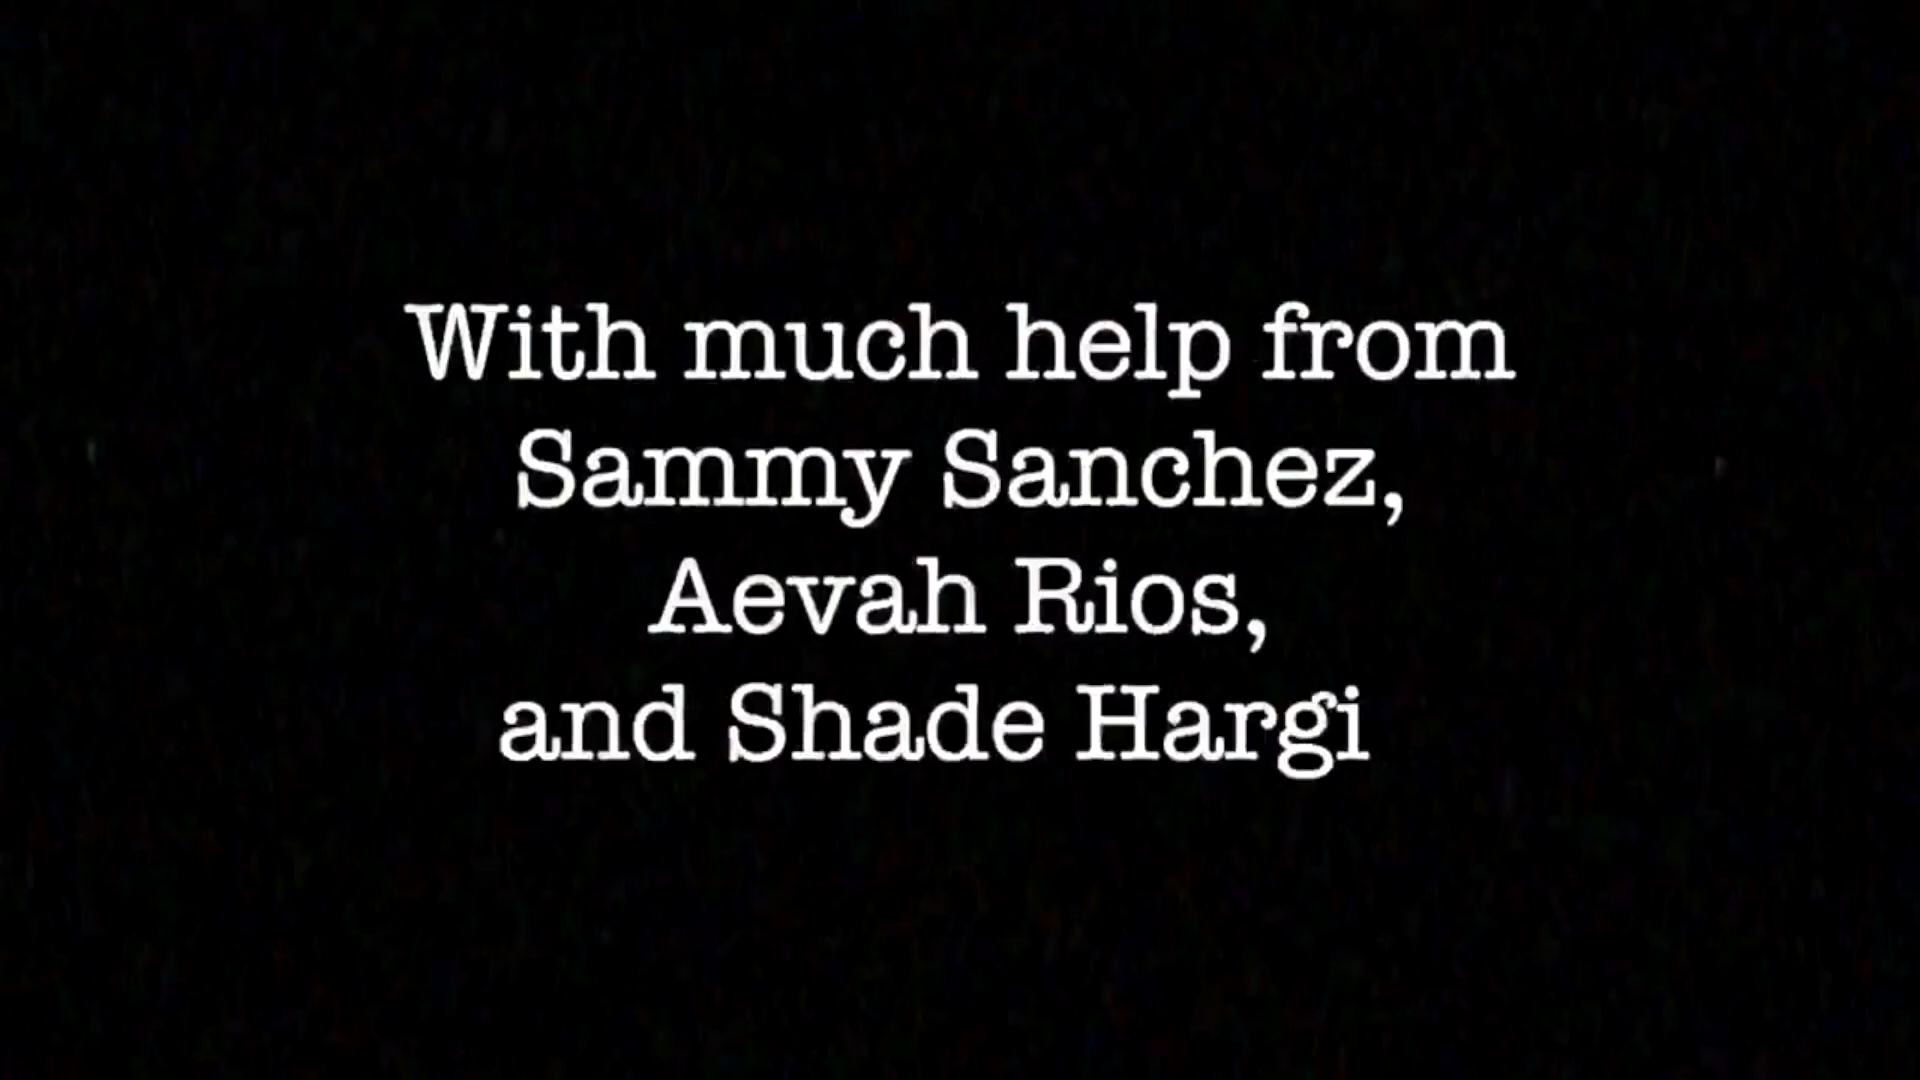 With much help from
Sammy Sanchez,
Aevah Rios,
and Shade Hargi